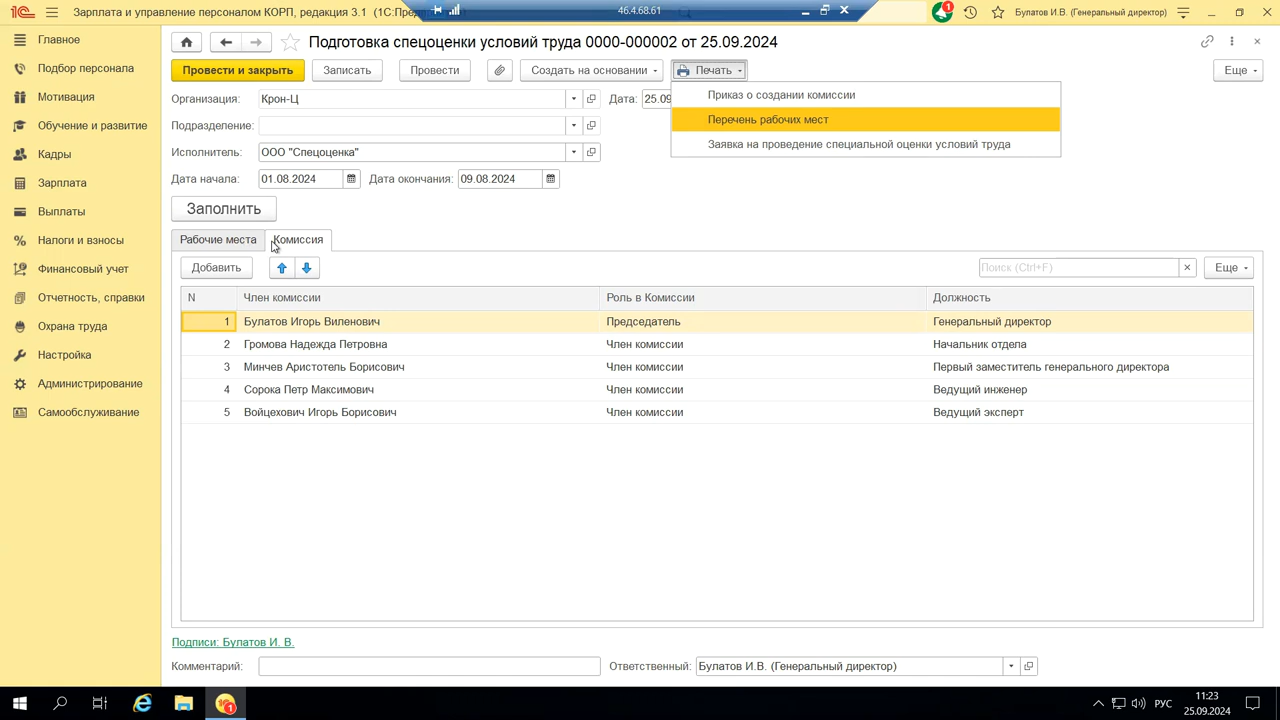 Зарплата и управление персоналом КОРП, редакция 3.1 (1С:Пред
46.4.68.61
1
Булатов И.В. (Генеральный директор)
Главное
Подбор персонала
Мотивация
Обучение и развитие
Кадры
Зарплата
Выплаты
Налоги и взносы
Финансовый учет
Отчетность, справки
Охрана труда
Настройка
Администрирование
Самообслуживание
Подготовка спецоценки условий труда 0000-000002 от 25.09.2024
Провести и закрыть
Записать
Провести
Создать на основании
Печать
Еще
Приказ о создании комиссии
Перечень рабочих мест
Заявка на проведение специальной оценки условий труда
Организация: Крон-Ц Дата: 25.09
Подразделение:
Исполнитель: ООО "Спецоценка"
Дата начала: 01.08.2024 Дата окончания: 09.08.2024
Заполнить
Рабочие места Комиссия
Добавить Поиск (Ctrl+F) Еще
N Член комиссии Роль в Комиссии Должность
1 Булатов Игорь Виленович Председатель Генеральный директор
2 Громова Надежда Петровна Член комиссии Начальник отдела
3 Минчев Аристотель Борисович Член комиссии Первый заместитель генерального директора
4 Сорока Петр Максимович Член комиссии Ведущий инженер
5 Войцехович Игорь Борисович Член комиссии Ведущий эксперт
Подписи: Булатов И. В.
Комментарий: Ответственный: Булатов И.В. (Генеральный директор)
1
РУС
11:23
25.09.2024